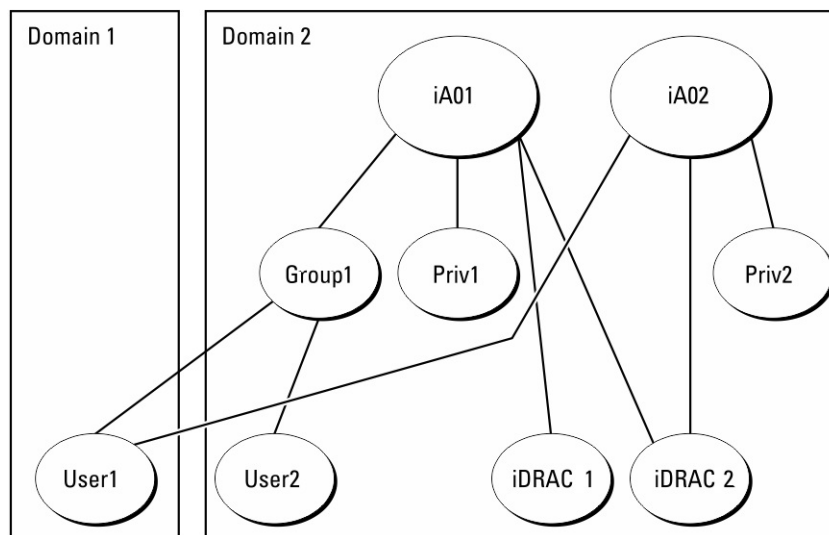 Domain 1
Domain 2
iA01
iA02
Group1
Priv1
Priv2
User1
User2
iDRAC 1
iDRAC 2